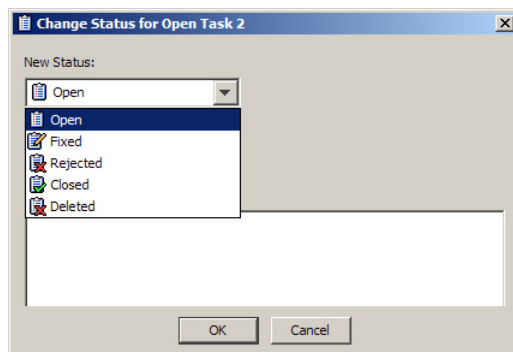 Change Status for Open Task 2
New Status:
Open
Open
Fixed
Rejected
Closed
Deleted
OK Cancel